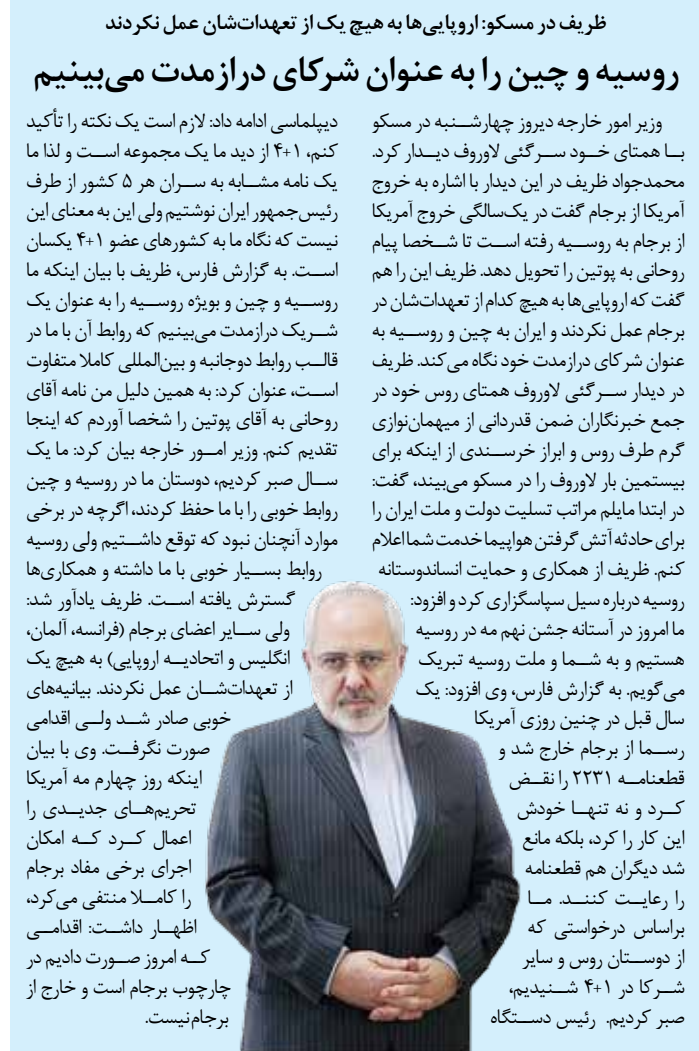 ظریف در مسکو: اروپایی‌ها به هیچ یک از تعهدات‌شان عمل نکردند
روسیه و چین را به عنوان شرکای درازمدت می‌بینیم
وزیر امور خارجه دیروز چهارشنبه در مسکو
با همتای خود سرگئی لاوروف دیدار کرد.
محمدجواد ظریف در این دیدار با اشاره به خروج
آمریکا از برجام گفت در یک‌سالگی خروج آمریکا
از برجام به روسیه رفته است تا شخصا پیام
روحانی به پوتین را تحویل دهد. ظریف این را هم
گفت که اروپایی‌ها به هیچ کدام از تعهدات‌شان در
برجام عمل نکردند و ایران به چین و روسیه به
عنوان شرکای درازمدت خود نگاه می‌کند. ظریف
در دیدار سرگئی لاوروف همتای روس خود در
جمع خبرنگاران ضمن قدردانی از میهمان‌نوازی
گرم طرف روس و ابراز خرسندی از اینکه برای
بیستمین بار لاوروف را در مسکو می‌بیند، گفت:
در ابتدا مایلم مراتب تسلیت دولت و ملت ایران را
برای حادثه آتش گرفتن هواپیما خدمت شما اعلام
کنم. ظریف از همکاری و حمایت انساندوستانه
روسیه درباره سیل سپاسگزاری کرد و افزود:
ما امروز در آستانه جشن نهم مه در روسیه
هستیم و به شما و ملت روسیه تبریک
می‌گویم. به گزارش فارس، وی افزود: یک
سال قبل در چنین روزی آمریکا
رسما از برجام خارج شد و
قطعنامه ۲۲۳۱ را نقض
کرد و نه تنها خودش
این کار را کرد، بلکه مانع
شد دیگران هم قطعنامه
را رعایت کنند. ما
براساس درخواستی که
از دوستان روس و سایر
شرکا در ۱+۴ شنیدیم،
صبر کردیم. رئیس دستگاه
دیپلماسی ادامه داد: لازم است یک نکته را تأکید
کنم، ۱+۴ از دید ما یک مجموعه است و لذا ما
یک نامه مشابه به سران هر ۵ کشور از طرف
رئیس‌جمهور ایران نوشتیم ولی این به معنای این
نیست که نگاه ما به کشورهای عضو ۱+۴ یکسان
است. به گزارش فارس، ظریف با بیان اینکه ما
روسیه و چین و بویژه روسیه را به عنوان یک
شریک درازمدت می‌بینیم که روابط آن با ما در
قالب روابط دوجانبه و بین‌المللی کاملا متفاوت
است، عنوان کرد: به همین دلیل من نامه آقای
روحانی به آقای پوتین را شخصا آوردم که اینجا
تقدیم کنم. وزیر امور خارجه بیان کرد: ما یک
سال صبر کردیم، دوستان ما در روسیه و چین
روابط خوبی را با ما حفظ کردند، اگرچه در برخی
موارد آنچنان نبود که توقع داشتیم ولی روسیه
روابط بسیار خوبی با ما داشته و همکاری‌ها
گسترش یافته است. ظریف یادآور شد:
ولی سایر اعضای برجام (فرانسه، آلمان،
انگلیس و اتحادیه اروپایی) به هیچ یک
از تعهدات‌شان عمل نکردند. بیانیه‌های
خوبی صادر شد ولی اقدامی
صورت نگرفت. وی با بیان
اینکه روز چهارم مه آمریکا
تحریم‌های جدیدی را
اعمال کرد که امکان
اجرای برخی مفاد برجام
را کاملا منتفی می‌کرد،
اظهار داشت: اقدامی
که امروز صورت دادیم در
چارچوب برجام است و خارج از
برجام نیست.